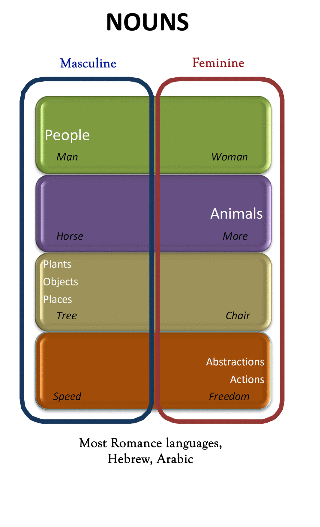 NOUNS
Masculine Feminine
People
Man Woman
Animals
Horse More
Plants
Objects
Places
Tree Chair
Abstractions
Actions
Speed Freedom
Most Romance languages,
Hebrew, Arabic